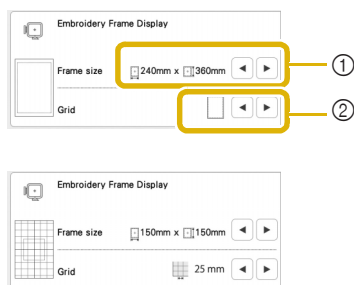 Embroidery Frame Display
Frame size 240mm x 360mm
①
Grid
②
Embroidery Frame Display
Frame size 150mm x 150mm
Grid 25 mm